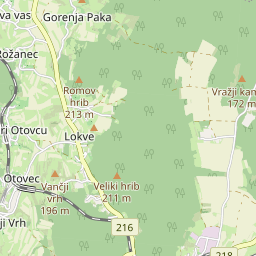 va vas
Gorenja Paka
Rožanec
Romov
hrib
213 m
Vražji kan
172 m
ri Otovcu
Lokve
Otovec
Vančji
vrh
196 m
Veliki hrib
211 m
ji Vrh
216
218